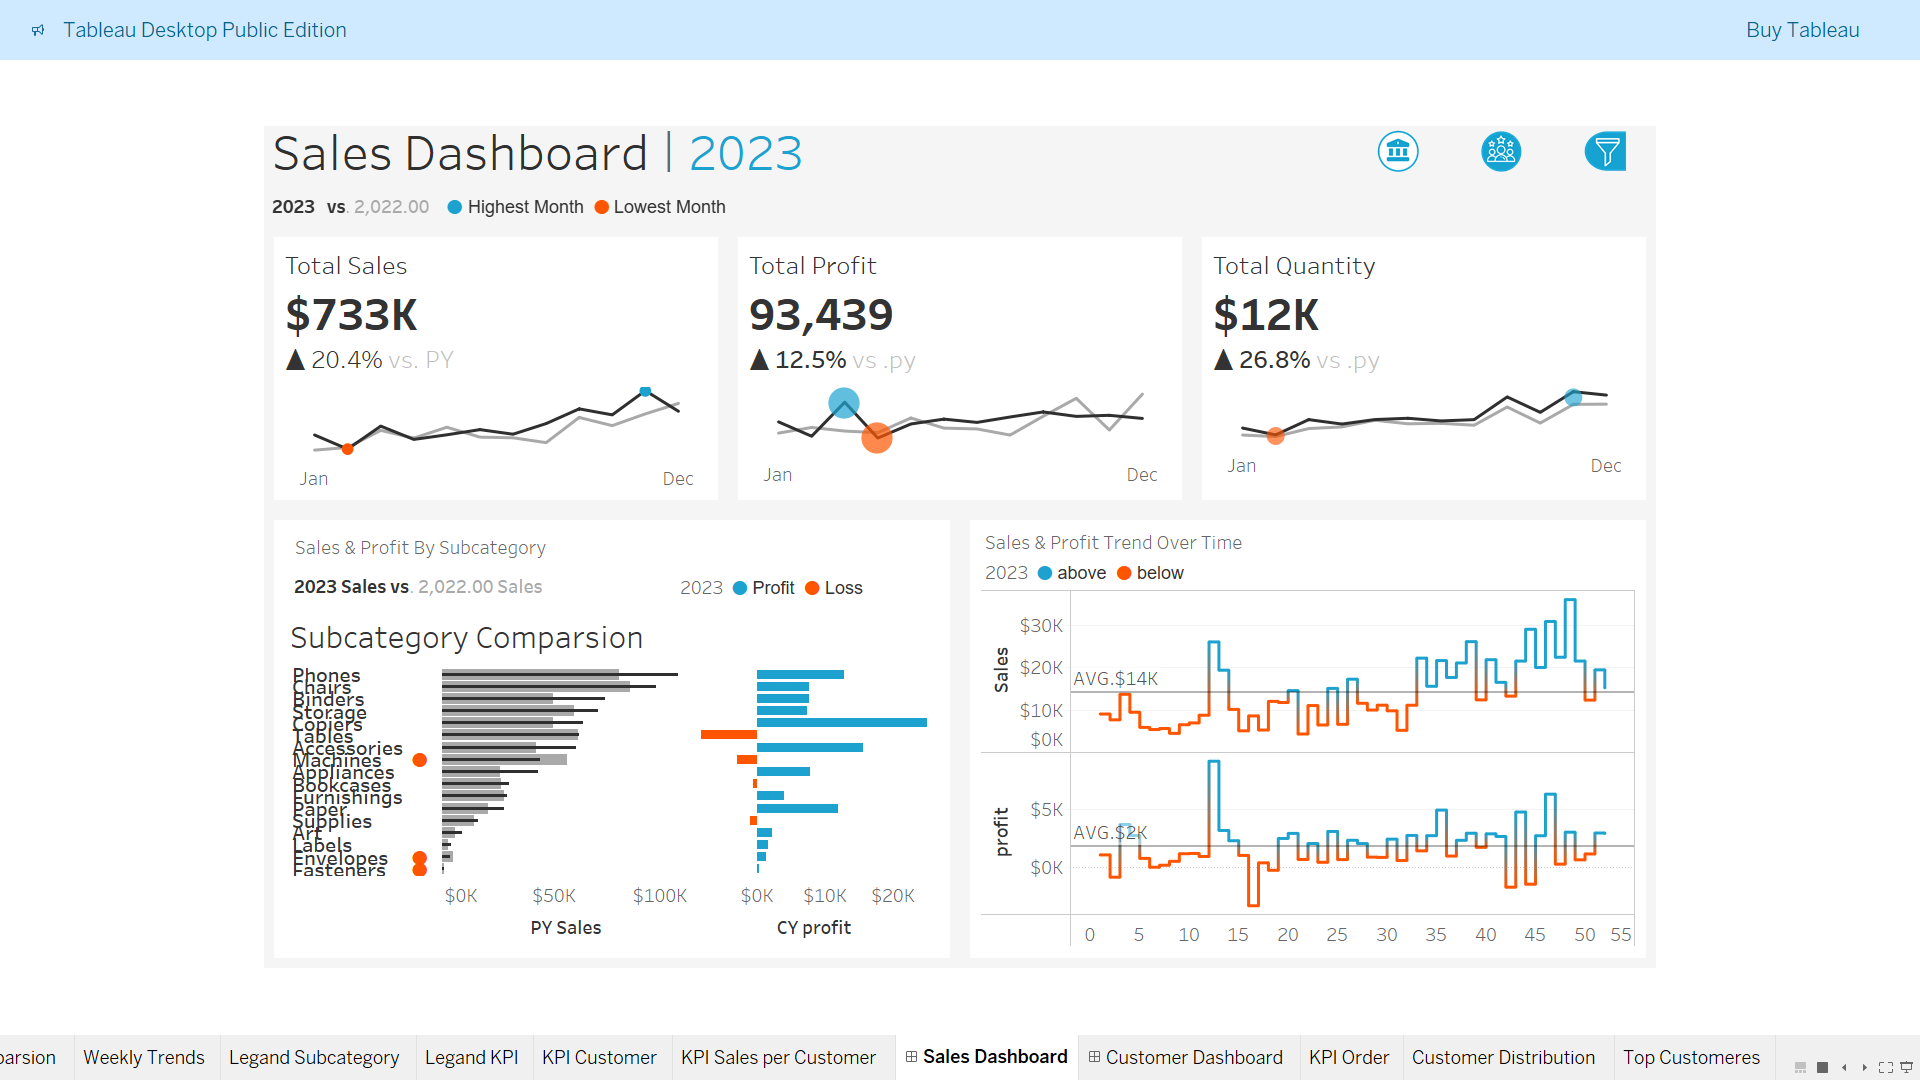 Tableau Desktop Public Edition
Buy Tableau
Sales Dashboard | 2023
2023 vs. 2,022.00 Highest Month Lowest Month
Total Sales
$733K
▲ 20.4% vs. PY
Jan Dec
Total Profit
93,439
▲ 12.5% vs .py
Jan Dec
Total Quantity
$12K
▲ 26.8% vs .py
Jan Dec
Sales & Profit By Subcategory
2023 Sales vs. 2,022.00 Sales
2023 Profit Loss
Subcategory Comparsion
Phones
Chairs
Binders
Storage
Copiers
Tables
Accessories
Machines
Appliances
Bookcases
Furnishings
Paper
Supplies
Art
Labels
Envelopes
Fasteners
$0K $50K $100K
PY Sales
$0K $10K $20K
CY profit
Sales & Profit Trend Over Time
2023 above below
Sales
$30K
$20K
$10K
$0K
AVG.$14K
profit
$5K
$0K
AVG.$2K
0 5 10 15 20 25 30 35 40 45 50 55
parsion
Weekly Trends
Legand Subcategory
Legand KPI
KPI Customer
KPI Sales per Customer
Sales Dashboard
Customer Dashboard
KPI Order
Customer Distribution
Top Customeres